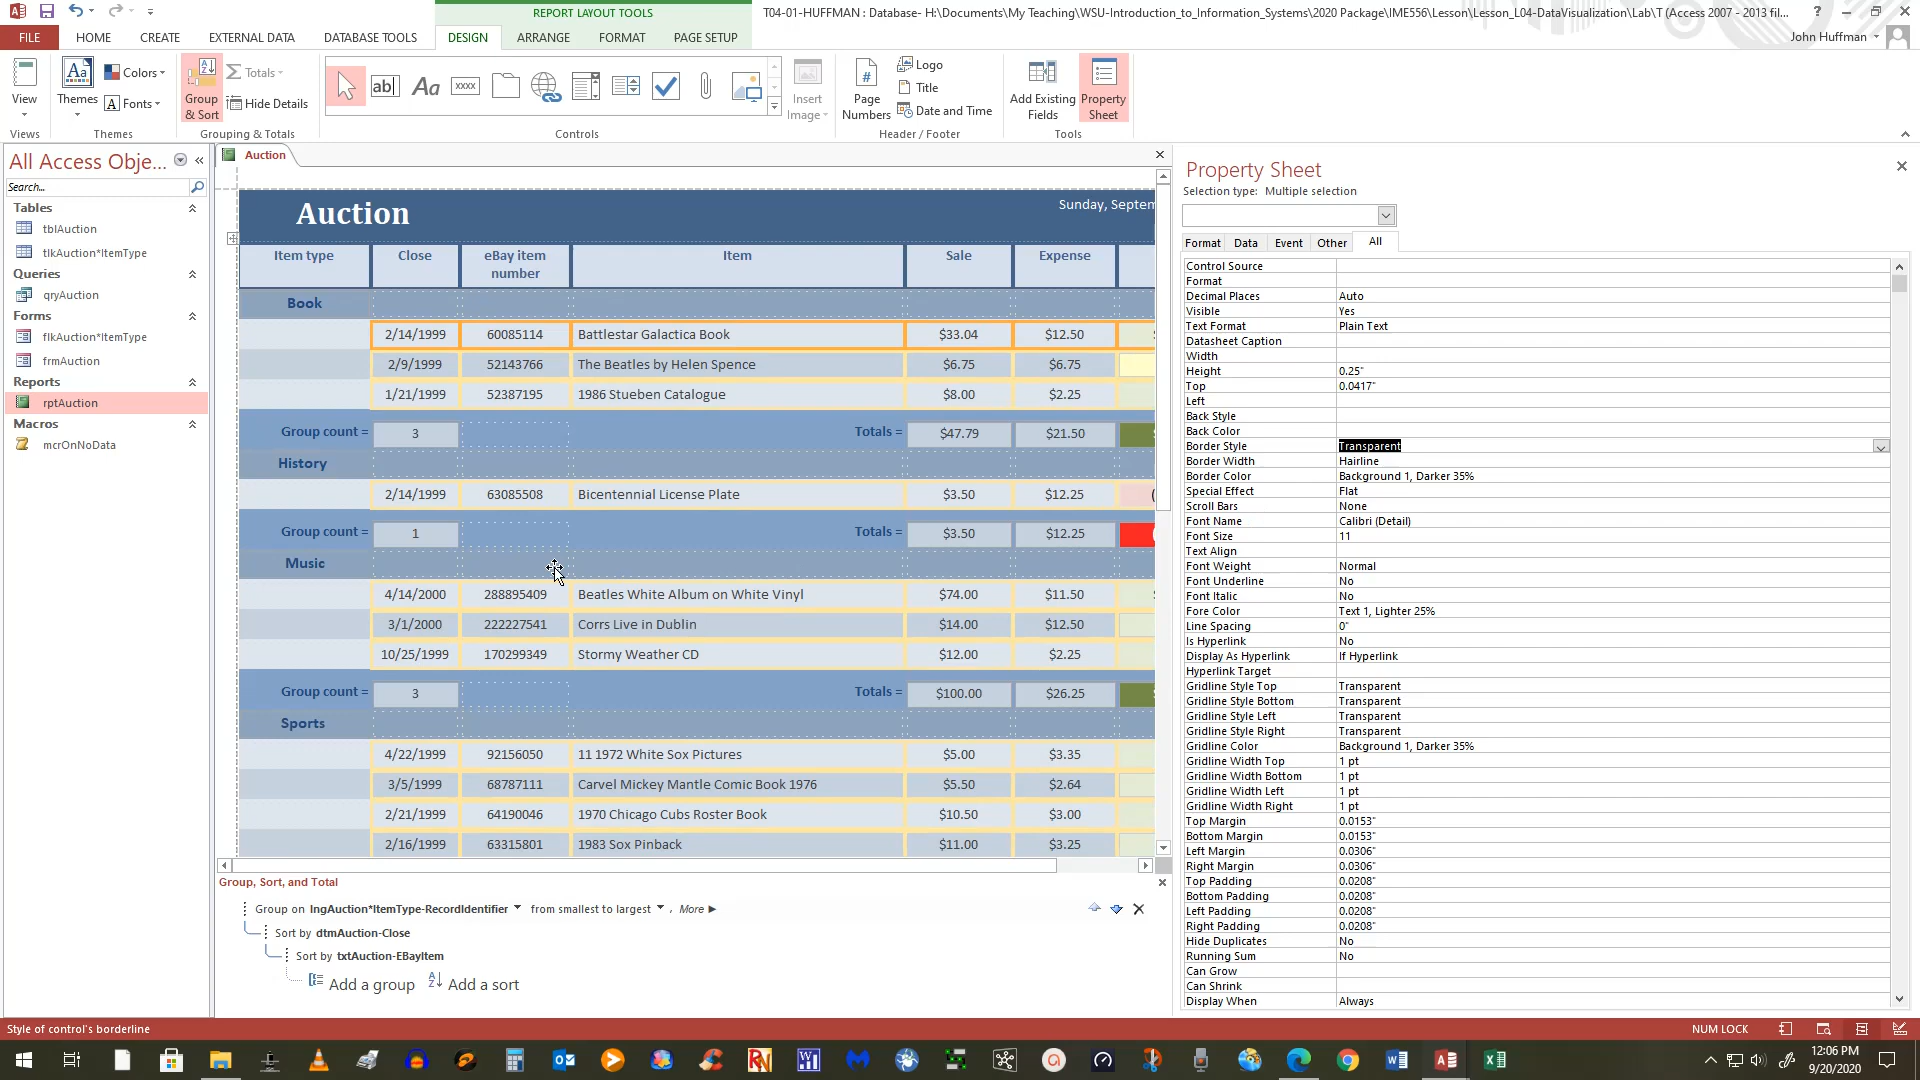 REPORT LAYOUT TOOLS
T04-01-HUFFMAN : Database- H:\Documents\My Teaching\WSU-Introduction_to_Information_Systems\2020 Package\IME556\Lesson\Lesson_L04-DataVisualization\Lab\T (Access 2007 - 2013 fil...
?
FILE HOME CREATE EXTERNAL DATA DATABASE TOOLS DESIGN ARRANGE FORMAT PAGE SETUP
John Huffman
View
Themes
Colors
Fonts
Group & Sort
Totals
Hide Details
ab|
Aa
xxxx
Insert Image
Page Numbers
Logo
Title
Date and Time
Add Existing Fields
Property Sheet
Views Themes Grouping & Totals Controls Header / Footer Tools
All Access Obje...
Search...
Tables
tblAuction
tlkAuction*ItemType
Queries
qryAuction
Forms
flkAuction*ItemType
frmAuction
Reports
rptAuction
Macros
mcrOnNoData
Auction
Auction
Sunday, Septem
Item type Close eBay item number Item Sale Expense
Book
2/14/1999 60085114 Battlestar Galactica Book $33.04 $12.50
2/9/1999 52143766 The Beatles by Helen Spence $6.75 $6.75
1/21/1999 52387195 1986 Stueben Catalogue $8.00 $2.25
Group count = 3 Totals = $47.79 $21.50
History
2/14/1999 63085508 Bicentennial License Plate $3.50 $12.25 (
Group count = 1 Totals = $3.50 $12.25
Music
4/14/2000 288895409 Beatles White Album on White Vinyl $74.00 $11.50
3/1/2000 222227541 Corrs Live in Dublin $14.00 $12.50
10/25/1999 170299349 Stormy Weather CD $12.00 $2.25
Group count = 3 Totals = $100.00 $26.25
Sports
4/22/1999 92156050 11 1972 White Sox Pictures $5.00 $3.35
3/5/1999 68787111 Carvel Mickey Mantle Comic Book 1976 $5.50 $2.64
2/21/1999 64190046 1970 Chicago Cubs Roster Book $10.50 $3.00
2/16/1999 63315801 1983 Sox Pinback $11.00 $3.25
Group, Sort, and Total
Group on lngAuction*ItemType-RecordIdentifier from smallest to largest , More
Sort by dtmAuction-Close
Sort by txtAuction-EBayItem
Add a group Add a sort
Property Sheet
Selection type: Multiple selection
Format Data Event Other All
Control Source
Format
Decimal Places Auto
Visible Yes
Text Format Plain Text
Datasheet Caption
Width
Height 0.25"
Top 0.0417"
Left
Back Style
Back Color
Border Style Transparent
Border Width Hairline
Border Color Background 1, Darker 35%
Special Effect Flat
Scroll Bars None
Font Name Calibri (Detail)
Font Size 11
Text Align
Font Weight Normal
Font Underline No
Font Italic No
Fore Color Text 1, Lighter 25%
Line Spacing 0"
Is Hyperlink No
Display As Hyperlink If Hyperlink
Hyperlink Target
Gridline Style Top Transparent
Gridline Style Bottom Transparent
Gridline Style Left Transparent
Gridline Style Right Transparent
Gridline Color Background 1, Darker 35%
Gridline Width Top 1 pt
Gridline Width Bottom 1 pt
Gridline Width Left 1 pt
Gridline Width Right 1 pt
Top Margin 0.0153"
Bottom Margin 0.0153"
Left Margin 0.0306"
Right Margin 0.0306"
Top Padding 0.0208"
Bottom Padding 0.0208"
Left Padding 0.0208"
Right Padding 0.0208"
Hide Duplicates No
Running Sum No
Can Grow
Can Shrink
Display When Always
Style of control's borderline
NUM LOCK
12:06 PM
9/20/2020